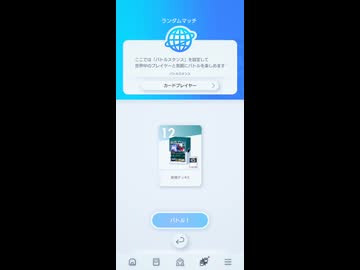 ランダムマッチ
ここでは「バトルスタンス」を設定して
世界中のプレイヤーと気軽にバトルを楽しめます
バトルスタンス
カードプレイヤー
12
バトル！